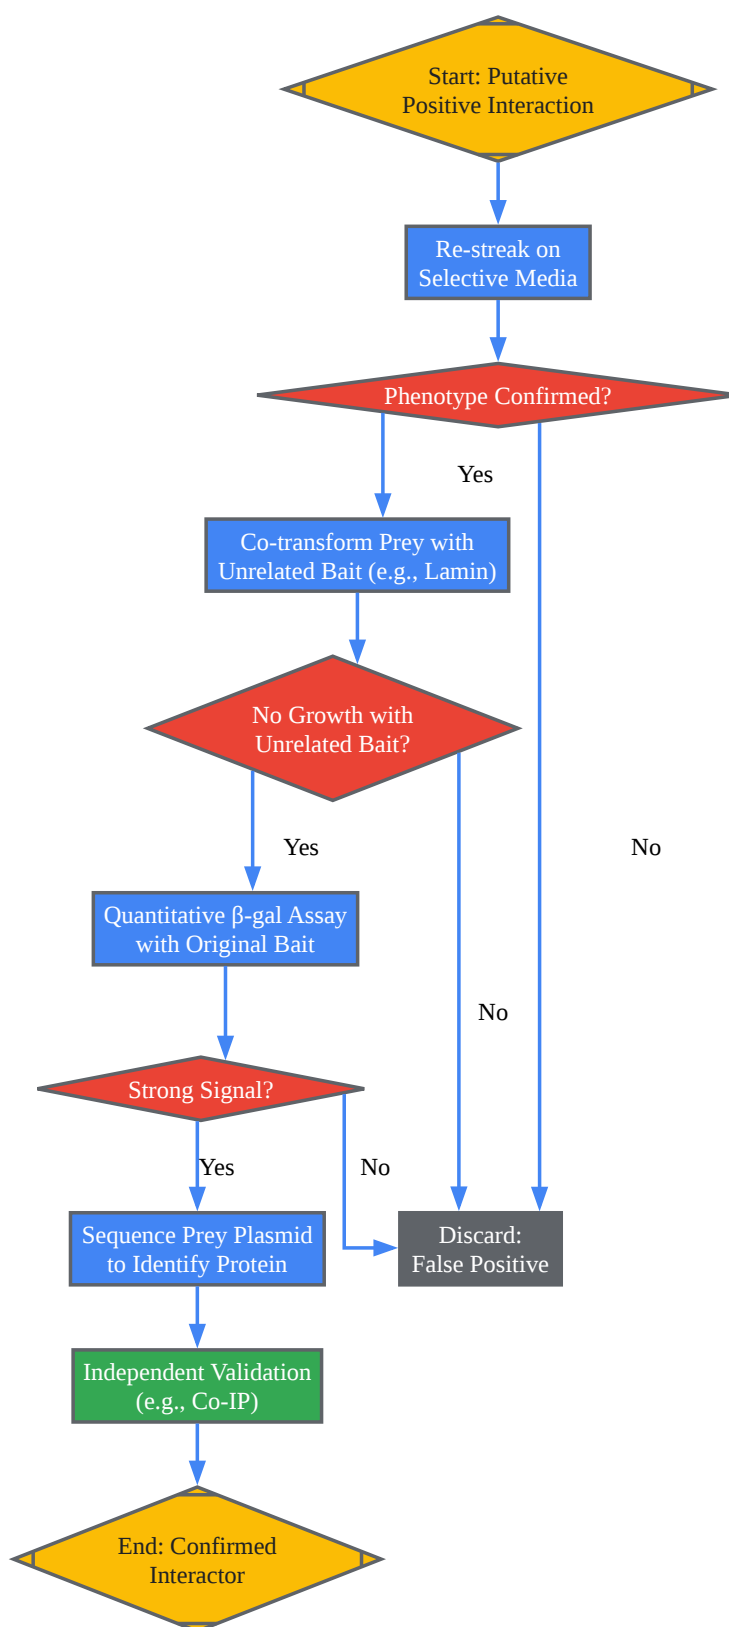 Start: Putative
Positive Interaction
Re-streak on
Selective Media
Phenotype Confirmed?
Yes
Co-transform Prey with
Unrelated Bait (e.g., Lamin)
No Growth with
Unrelated Bait?
Yes
No
Quantitative β-gal Assay
with Original Bait
No
Strong Signal?
Yes
No
Sequence Prey Plasmid
to Identify Protein
Discard:
False Positive
Independent Validation
(e.g., Co-IP)
End: Confirmed
Interactor